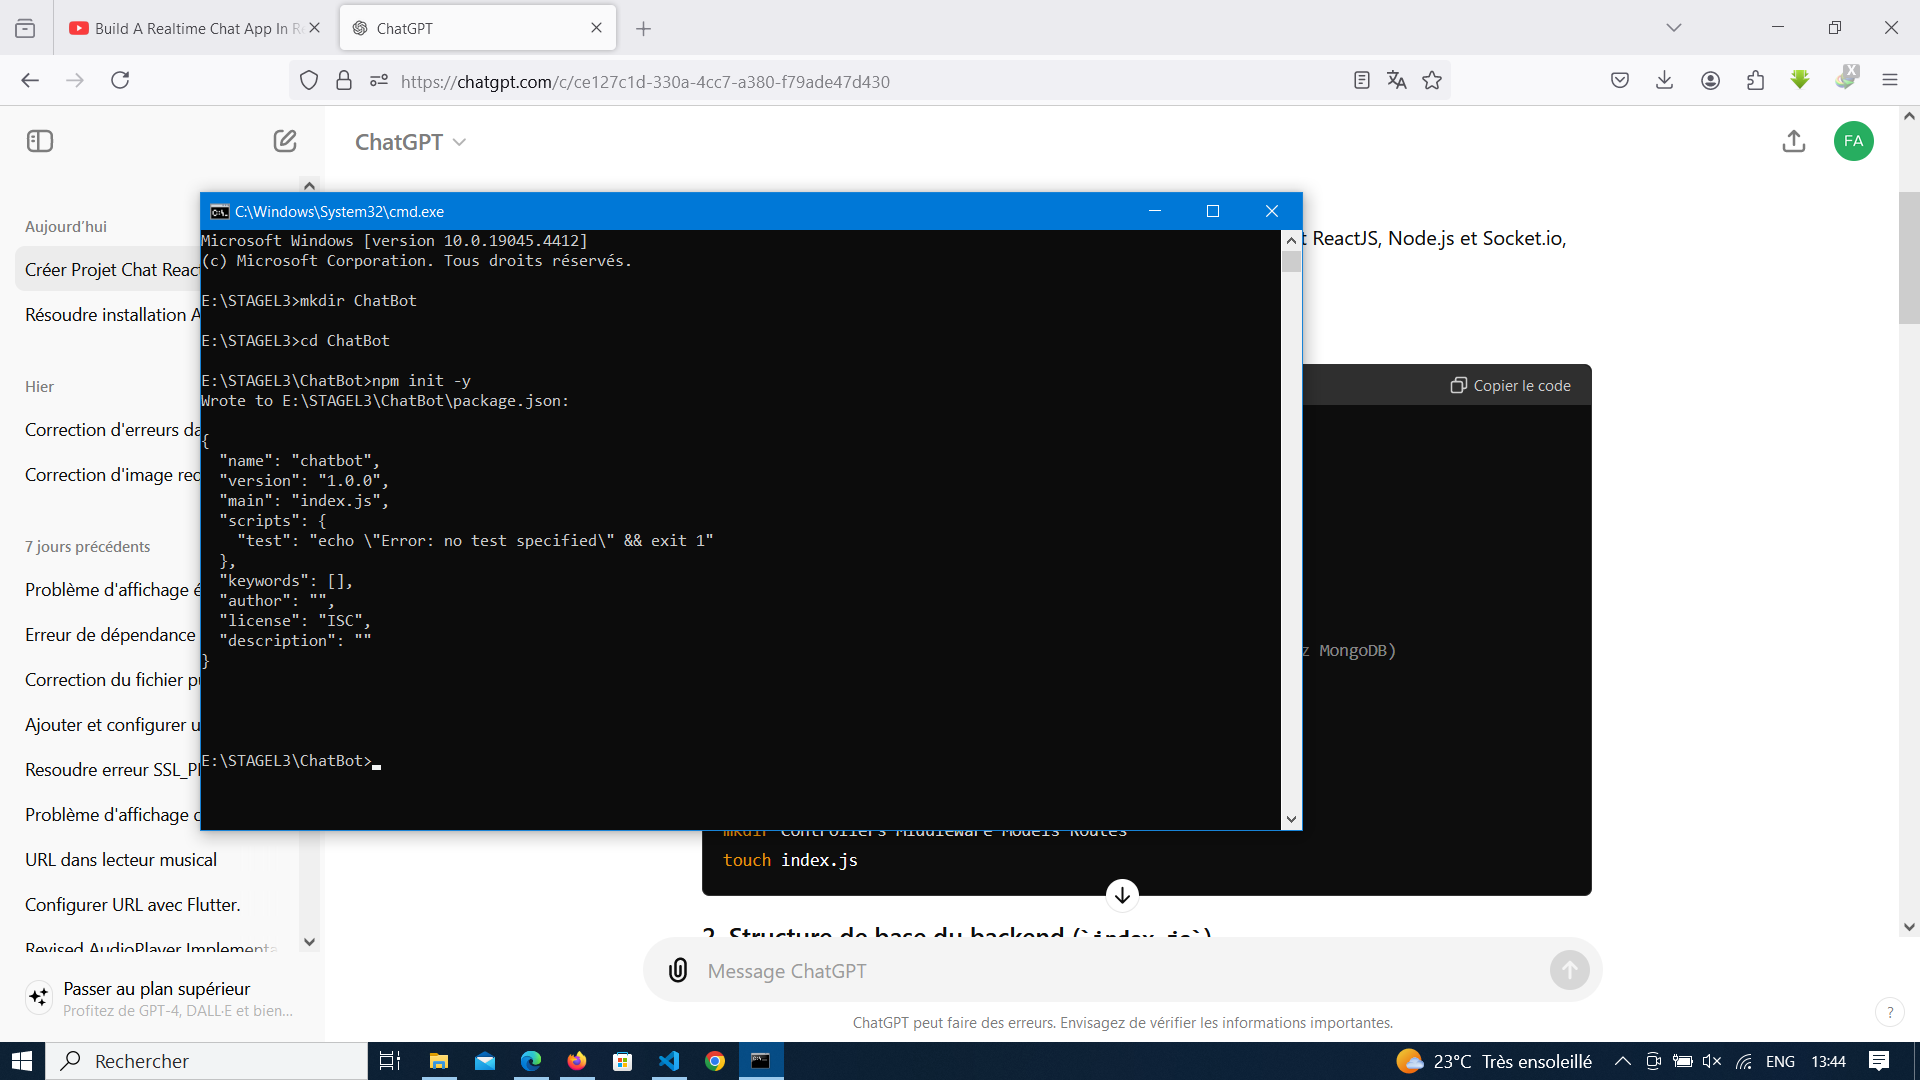 Build A Realtime Chat App In Re
ChatGPT
https://chatgpt.com/c/ce127c1d-330a-4cc7-a380-f79ade47d430
ChatGPT
FA
Aujourd’hui
Créer Projet Chat React
Résoudre installation A
Hier
Correction d'erreurs da
Correction d'image rec
7 jours précédents
Problème d'affichage é
Erreur de dépendance
Correction du fichier pu
Ajouter et configurer u
Resoudre erreur SSL_P
Problème d'affichage
URL dans lecteur musical
Configurer URL avec Flutter.
Revised AudioPlayer Implementa
Passer au plan supérieur
Profitez de GPT-4, DALL·E et bien...
C:\Windows\System32\cmd.exe
Microsoft Windows [version 10.0.19045.4412]
(c) Microsoft Corporation. Tous droits réservés.
E:\STAGEL3>mkdir ChatBot
E:\STAGEL3>cd ChatBot
E:\STAGEL3\ChatBot>npm init -y
Wrote to E:\STAGEL3\ChatBot\package.json:
{
"name": "chatbot",
"version": "1.0.0",
"main": "index.js",
"scripts": {
"test": "echo \"Error: no test specified\" && exit 1"
},
"keywords": [],
"author": "",
"license": "ISC",
"description": ""
}
E:\STAGEL3\ChatBot>
t ReactJS, Node.js et Socket.io,
Copier le code
z MongoDB)
mkdir Controllers Middleware Models Routes
touch index.js
2. Structure de base du backend (`index.js`)
Message ChatGPT
ChatGPT peut faire des erreurs. Envisagez de vérifier les informations importantes.
?
Rechercher
23°C Très ensoleillé
ENG
13:44